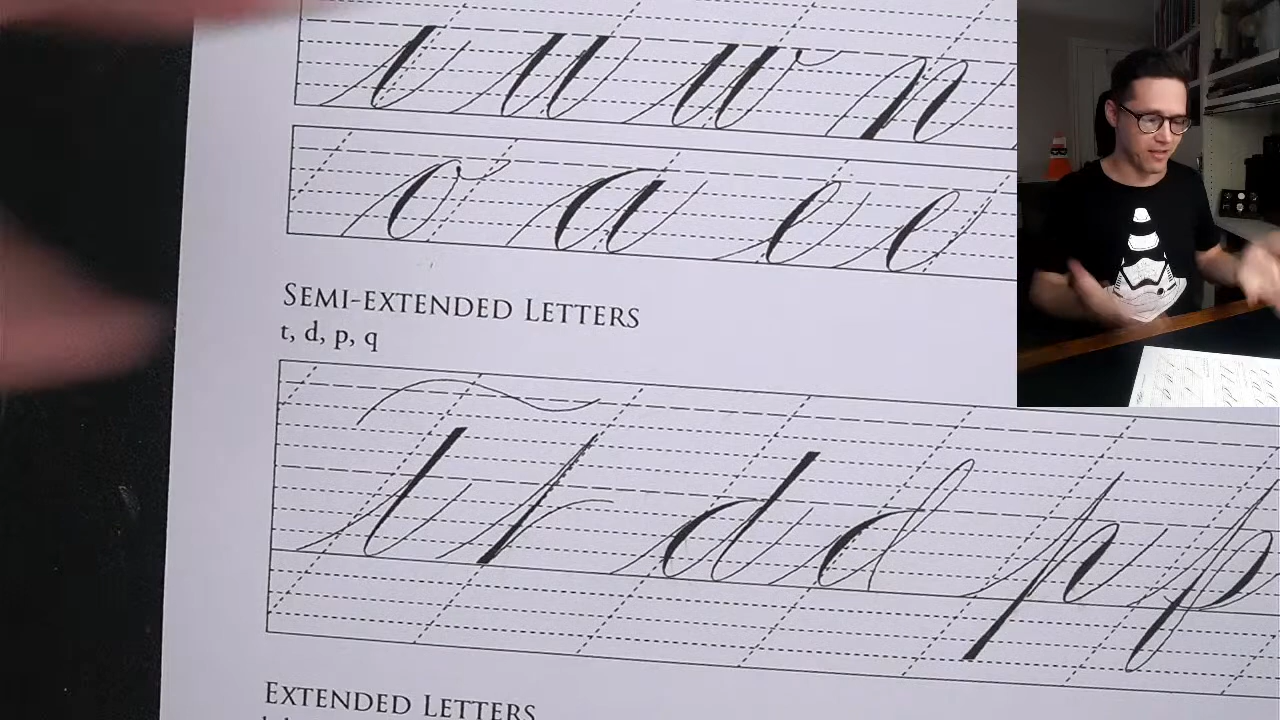 i u w n
o a e e
SEMI-EXTENDED LETTERS
t, d, p, q
t t d d p p
EXTENDED LETTERS